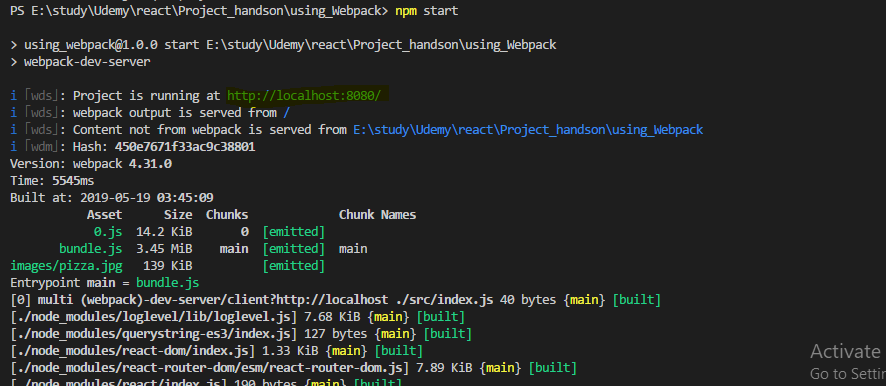 PS E:\study\Udemy\react\Project_handson\using_Webpack> npm start
> using_webpack@1.0.0 start E:\study\Udemy\react\Project_handson\using_Webpack
> webpack-dev-server
i ｢wds｣: Project is running at http://localhost:8080/
i ｢wds｣: webpack output is served from /
i ｢wds｣: Content not from webpack is served from E:\study\Udemy\react\Project_handson\using_Webpack
i ｢wdm｣: Hash: 450e7671f33ac9c38801
Version: webpack 4.31.0
Time: 5545ms
Built at: 2019-05-19 03:45:09
Asset Size Chunks Chunk Names
0.js 14.2 KiB 0 [emitted]
bundle.js 3.45 MiB main [emitted] main
images/pizza.jpg 139 KiB [emitted]
Entrypoint main = bundle.js
[0] multi (webpack)-dev-server/client?http://localhost ./src/index.js 40 bytes {main} [built]
[./node_modules/loglevel/lib/loglevel.js] 7.68 KiB {main} [built]
[./node_modules/querystring-es3/index.js] 127 bytes {main} [built]
[./node_modules/react-dom/index.js] 1.33 KiB {main} [built]
[./node_modules/react-router-dom/esm/react-router-dom.js] 7.89 KiB {main} [built]
[./node_modules/react/index.js] 190 bytes {main} [built]
Activate
Go to Settin